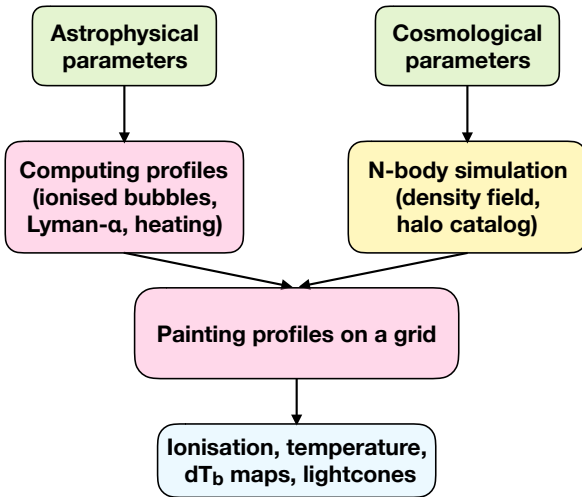 Astrophysical
parameters
Cosmological
parameters
Computing profiles
(ionised bubbles,
Lyman-α, heating)
N-body simulation
(density field,
halo catalog)
Painting profiles on a grid
Ionisation, temperature,
dTb maps, lightcones